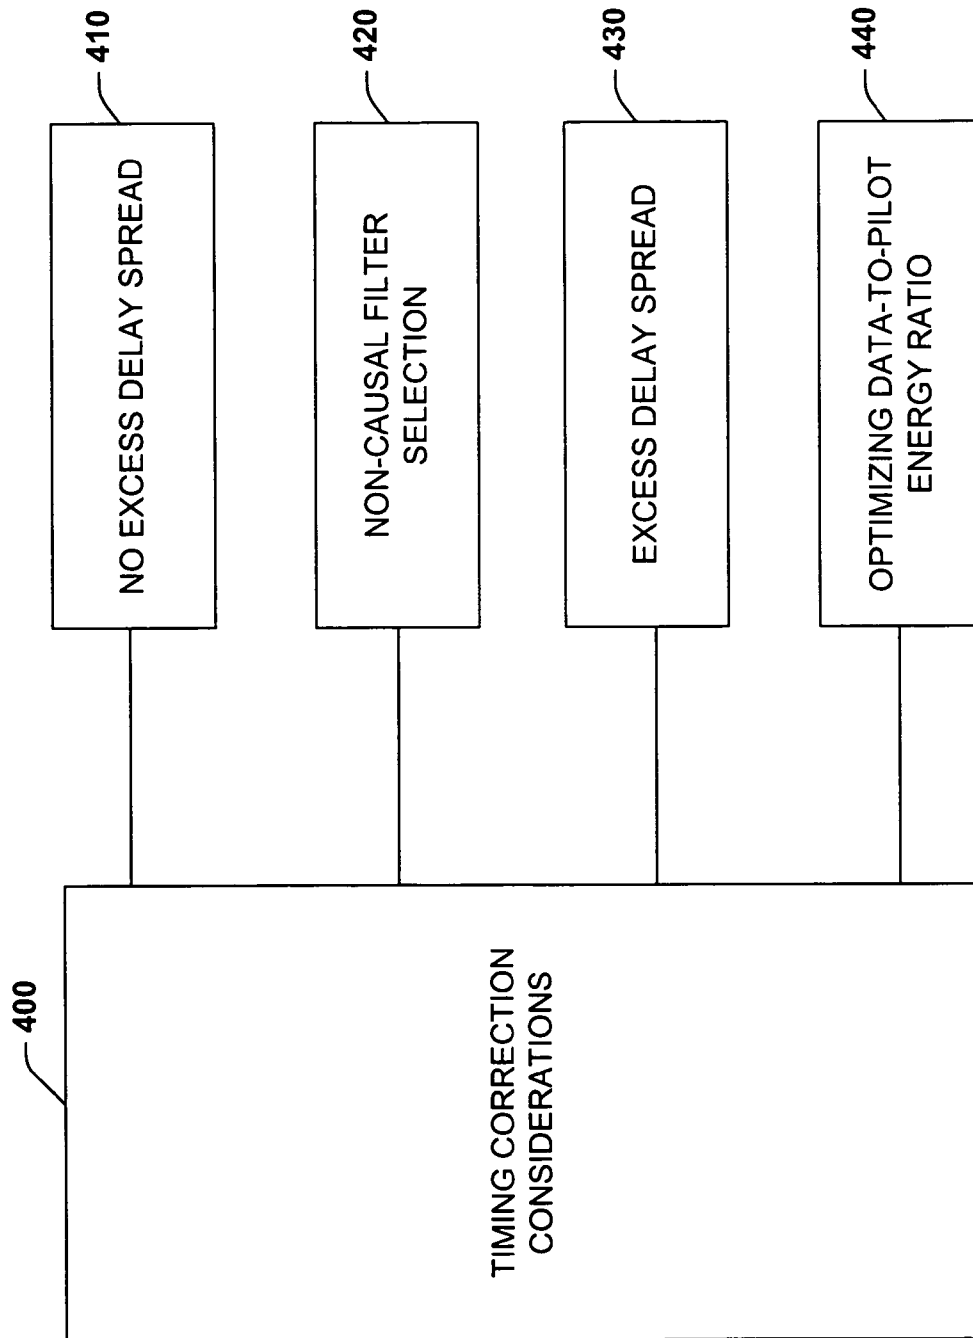 400
TIMING CORRECTION
CONSIDERATIONS
NO EXCESS DELAY SPREAD
410
NON-CAUSAL FILTER
SELECTION
420
EXCESS DELAY SPREAD
430
OPTIMIZING DATA-TO-PILOT
ENERGY RATIO
440